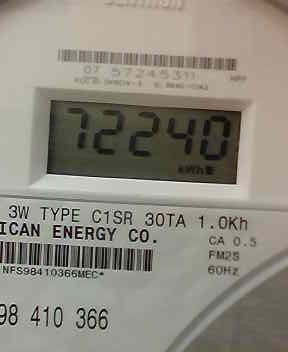 07 57245311
72240
kWh
3W TYPE C1SR 30TA 1.0Kh
ICAN ENERGY CO.
CA 0.5
FM2S
NFS98410366MEC*
60Hz
98 410 366